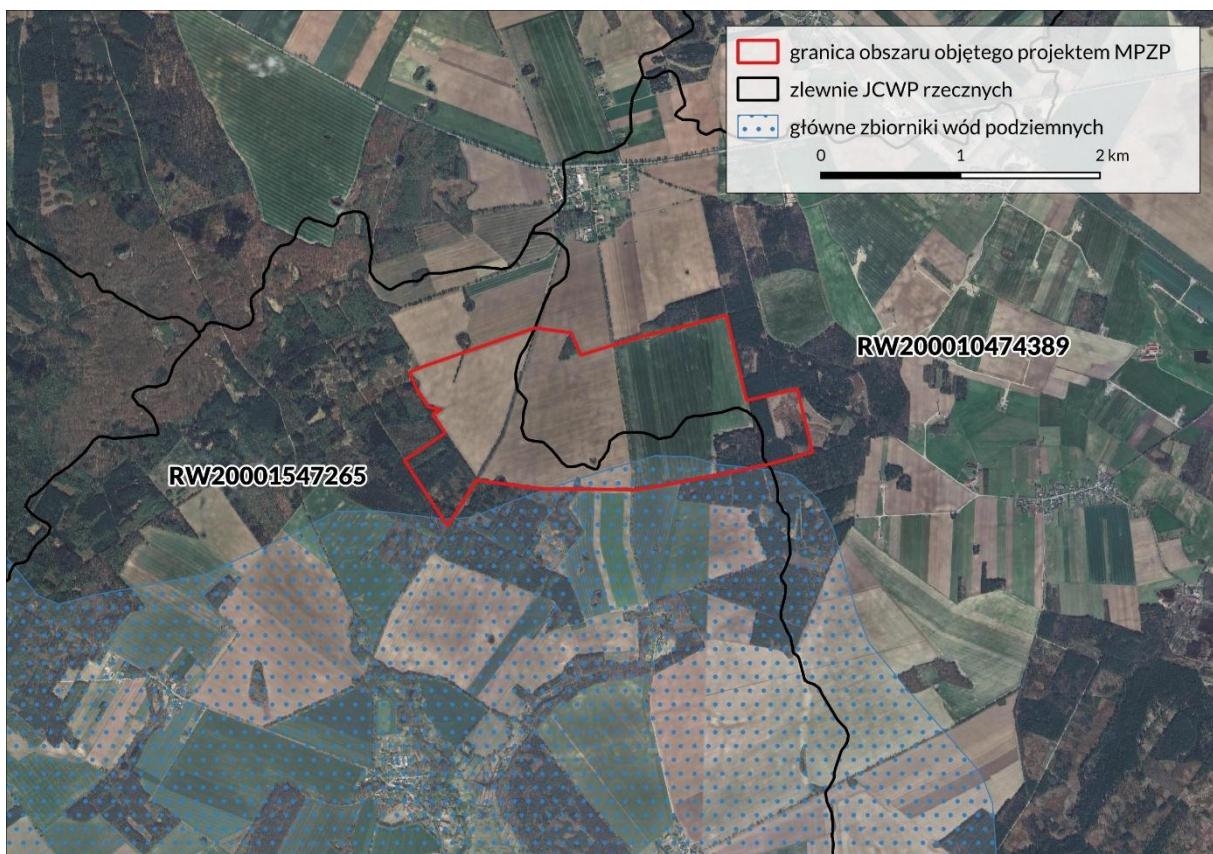 granica obszaru objętego projektem MPZP
zlewnie JCWP rzecznych
główne zbiorniki wód podziemnych
0 1 2 km
RW200010474389
RW20001547265